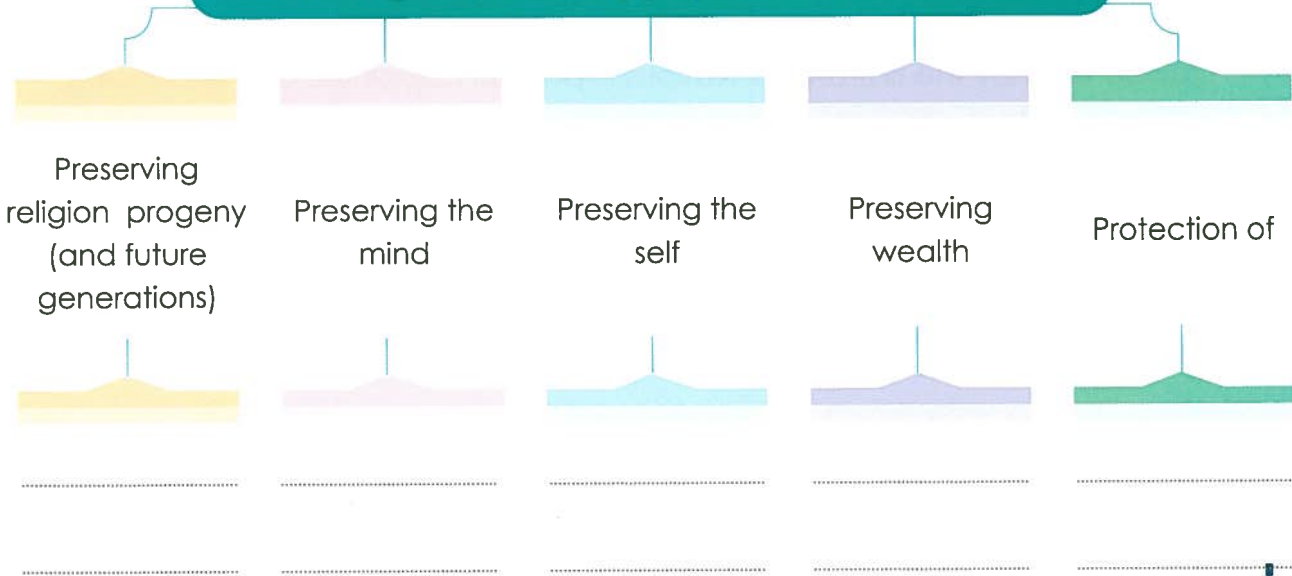 Preserving
religion progeny
(and future
generations)
Preserving the
mind
Preserving the
self
Preserving
wealth
Protection of